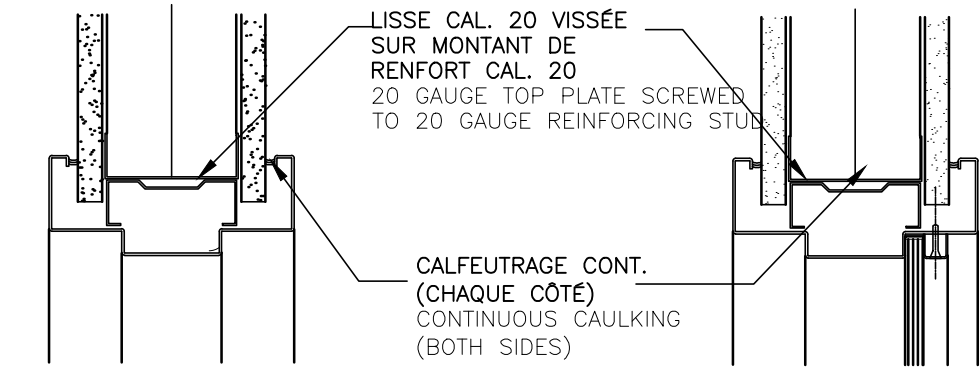 LISSE CAL. 20 VISSÉE
SUR MONTANT DE
RENFORT CAL. 20
20 GAUGE TOP PLATE SCREWED
TO 20 GAUGE REINFORCING STUD
CALFEUTRAGE CONT.
(CHAQUE CÔTÉ)
CONTINUOUS CAULKING
(BOTH SIDES)